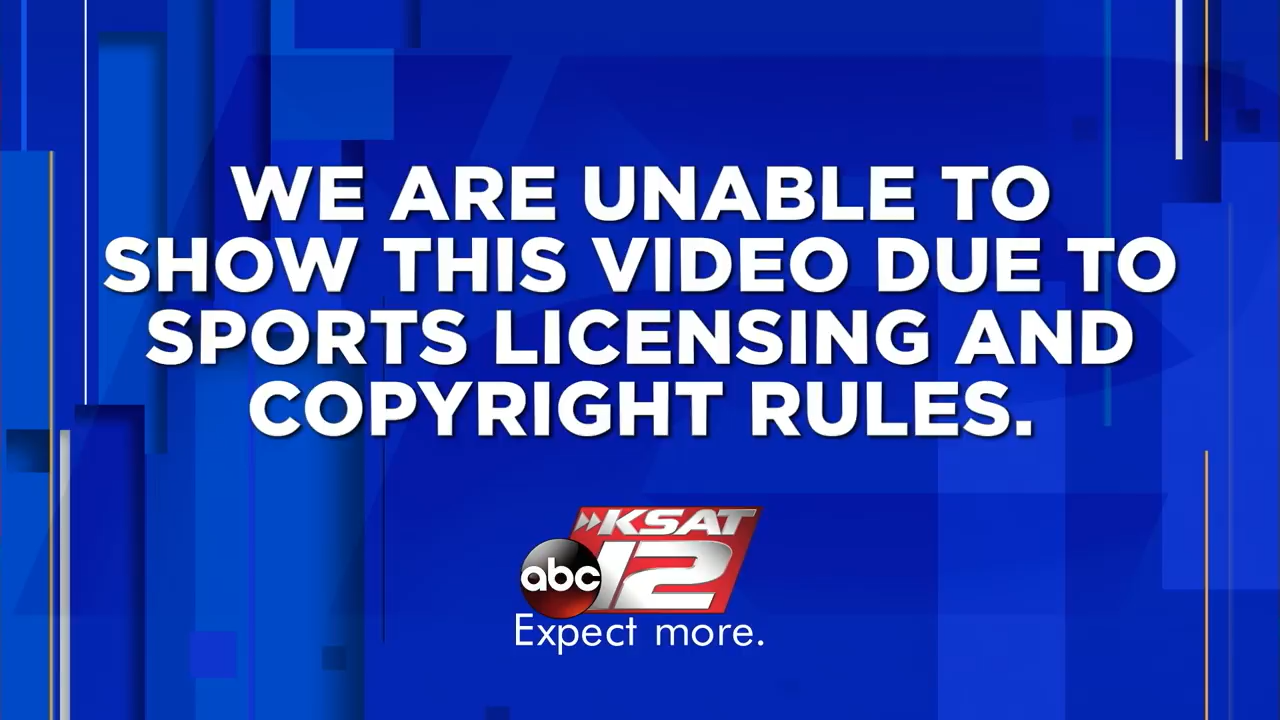 WE ARE UNABLE TO
SHOW THIS VIDEO DUE TO
SPORTS LICENSING AND
COPYRIGHT RULES.
KSAT
abc 12
Expect more.